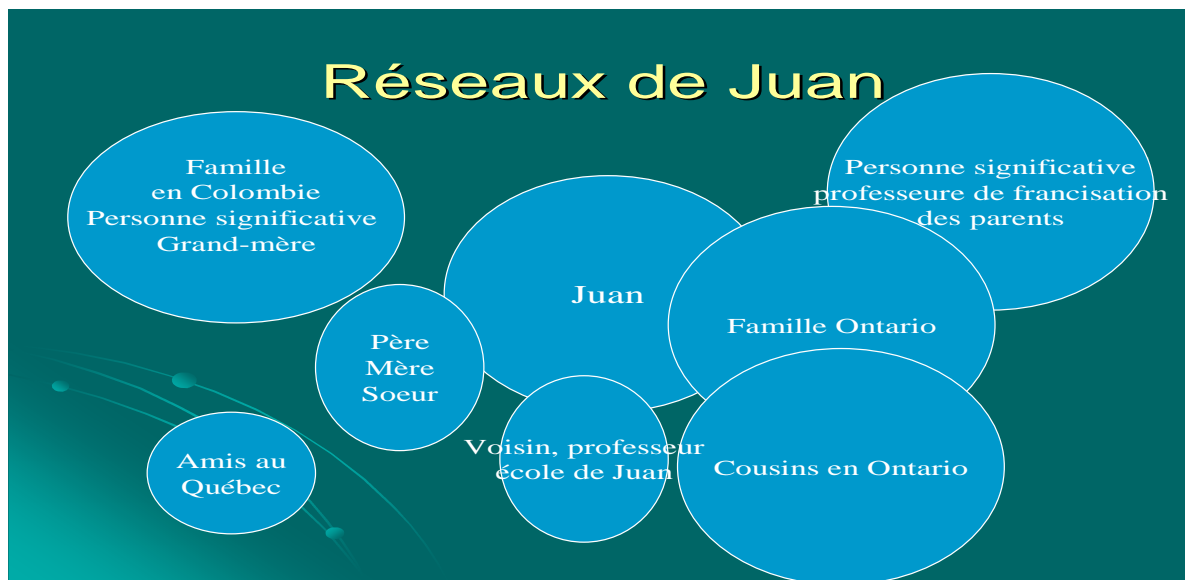 Réseaux de Juan
Famille
en Colombie
Personne significative
Grand-mère
Personne significative
professeure de francisation
des parents
Juan
Famille Ontario
Père
Mère
Soeur
Voisin, professeur
école de Juan
Cousins en Ontario
Amis au
Québec